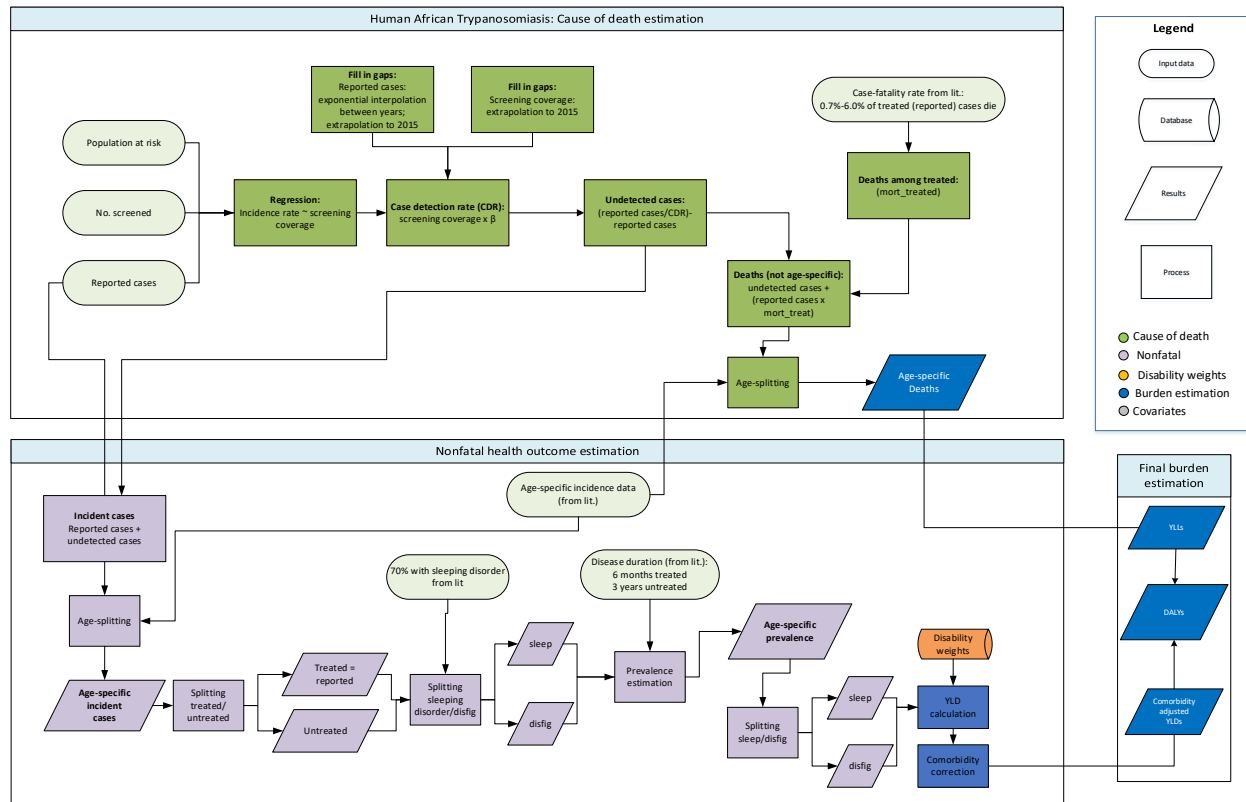 Human African Trypanosomiasis: Cause of death estimation
Legend
Input data
Database
Results
Process
Cause of death
Nonfatal
Disability weights
Burden estimation
Covariates
Fill in gaps:
Reported cases:
exponential interpolation
between years;
extrapolation to 2015
Fill in gaps:
Screening coverage:
extrapolation to 2015
Case-fatality rate from lit.:
0.7%-6.0% of treated (reported) cases die
Population at risk
No. screened
Reported cases
Regression:
Incidence rate ~ screening
coverage
Case detection rate (CDR):
screening coverage x β
Undetected cases:
(reported cases/CDR)-
reported cases
Deaths among treated:
(mort_treated)
Deaths (not age-specific):
undetected cases +
(reported cases x
mort_treat)
Age-splitting
Age-specific
Deaths
Nonfatal health outcome estimation
Final burden
estimation
Age-specific incidence data
(from lit.)
Incident cases
Reported cases +
undetected cases
Age-splitting
70% with sleeping disorder
from lit
Disease duration (from lit.):
6 months treated
3 years untreated
Age-specific
incident
cases
Splitting
treated/
untreated
Treated =
reported
Untreated
Splitting
sleeping
disorder/disfig
sleep
disfig
Prevalence
estimation
Age-specific
prevalence
Splitting
sleep/disfig
sleep
disfig
Disability
weights
YLD
calculation
Comorbidity
correction
YLLs
DALYs
Comorbidity
adjusted
YLDs